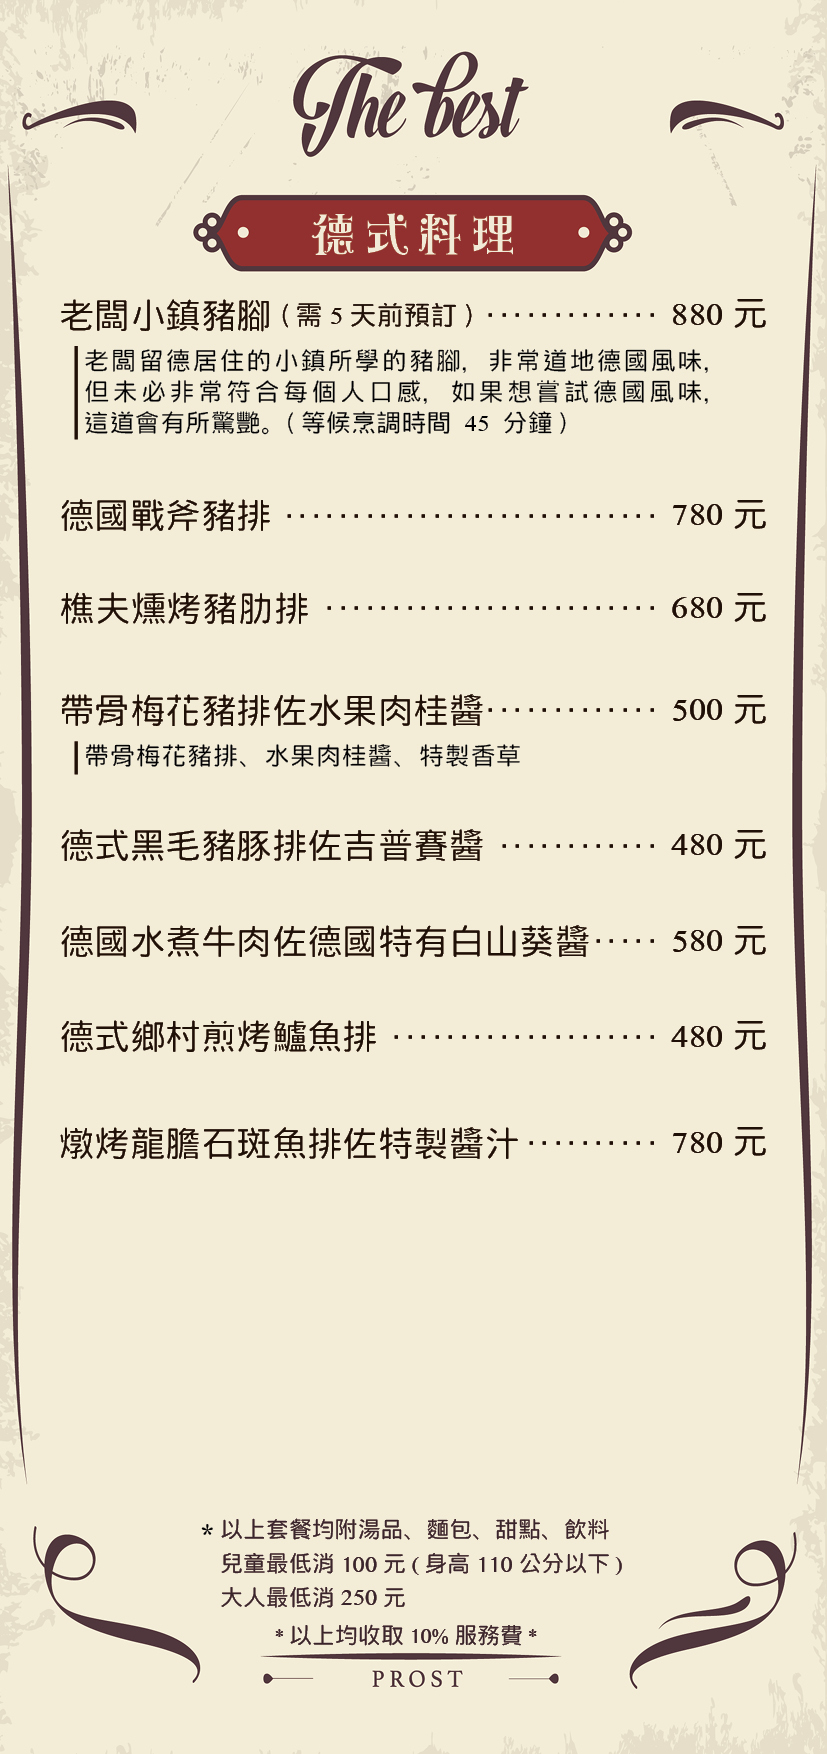 The best
德式料理
老闆小鎮豬腳（需 5 天前預訂）·············880 元
老闆留德居住的小鎮所學的豬腳，非常道地德國風味，
但未必非常符合每個人口感，如果想嘗試德國風味，
這道會有所驚艷。（等候烹調時間 45 分鐘）
德國戰斧豬排 ···························· 780 元
樵夫燻烤豬肋排 ························· 680 元
帶骨梅花豬排佐水果肉桂醬·············500 元
帶骨梅花豬排、水果肉桂醬、特製香草
德式黑毛豬豚排佐吉普賽醬 ············ 480 元
德國水煮牛肉佐德國特有白山葵醬····· 580 元
德式鄉村煎烤鱸魚排 ···················· 480 元
燉烤龍膽石斑魚排佐特製醬汁·········· 780 元
* 以上套餐均附湯品、麵包、甜點、飲料
兒童最低消 100 元 ( 身高 110 公分以下 )
大人最低消 250 元
* 以上均收取 10% 服務費 *
PROST